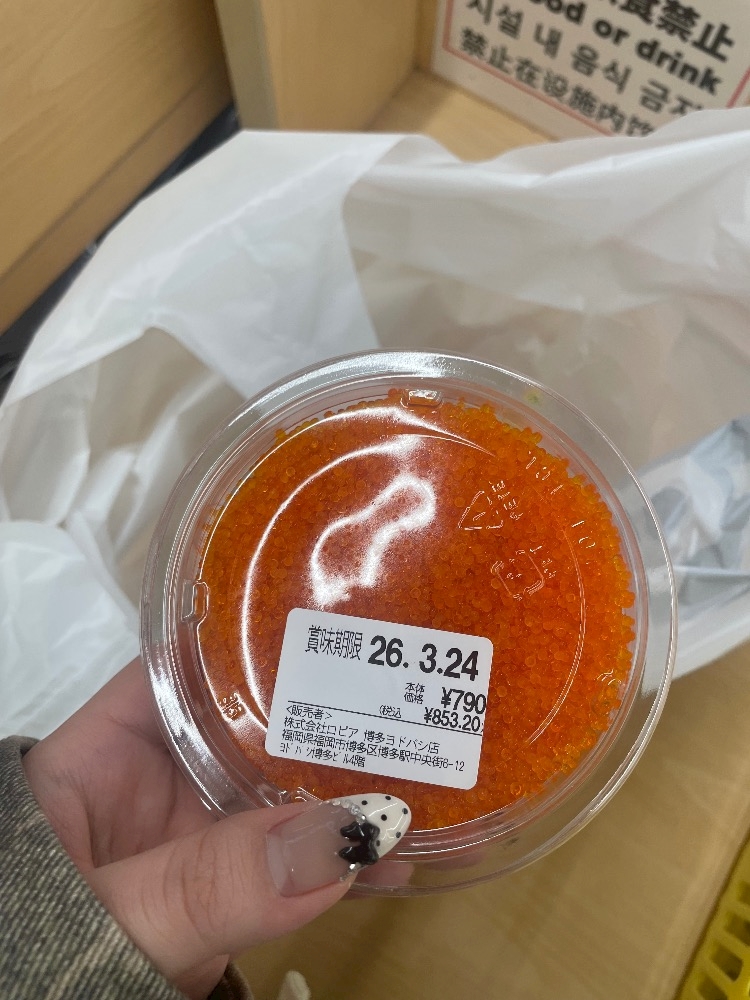 食禁止
food or drink
시설 내 음식 금지
禁止在设施内饮
賞味期限 26. 3.24
本体
価格 ¥790
(税込 ¥853.20
<販売者>
株式会社ロピア 博多ヨドバシ店
福岡県福岡市博多区博多駅中央街6-12
ヨドバシ博多ビル4階